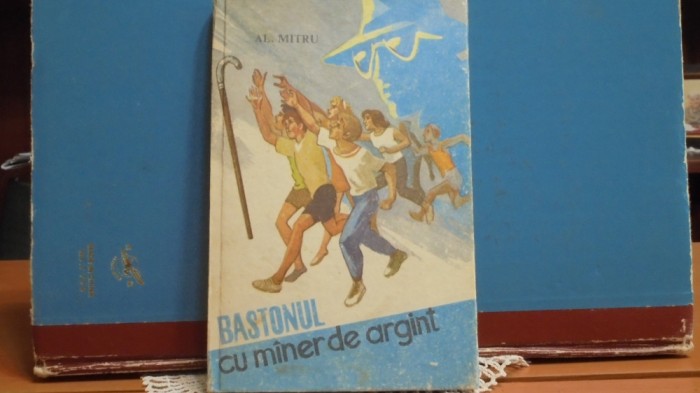 AL. MITRU
BASTONUL
cu mîner de argint